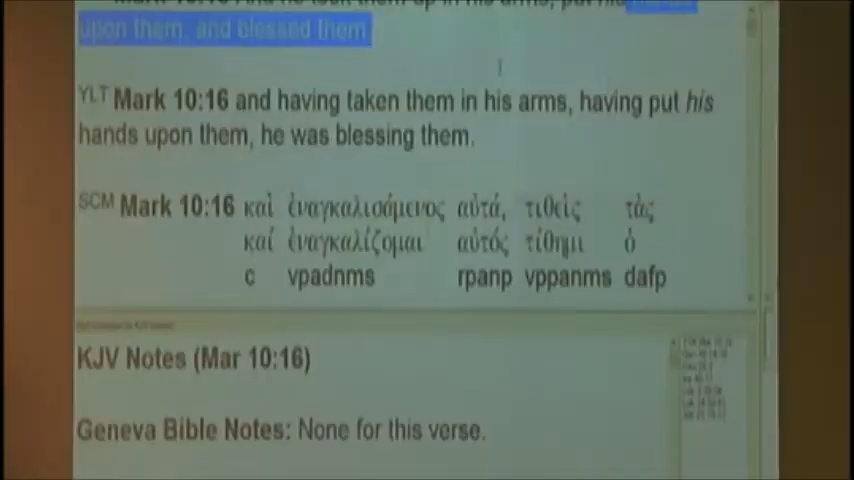 upon them, and blessed them
YLT Mark 10:16 and having taken them in his arms, having put his
hands upon them, he was blessing them.
SCM Mark 10:16 καὶ ἐναγκαλισάμενος αὐτά, τιθεὶς τὰς
καί ἐναγκαλίζομαι αὐτός τίθημι ὁ
c vpadnms rpanp vppanms dafp
KJV Notes (Mar 10:16)
Geneva Bible Notes: None for this verse.